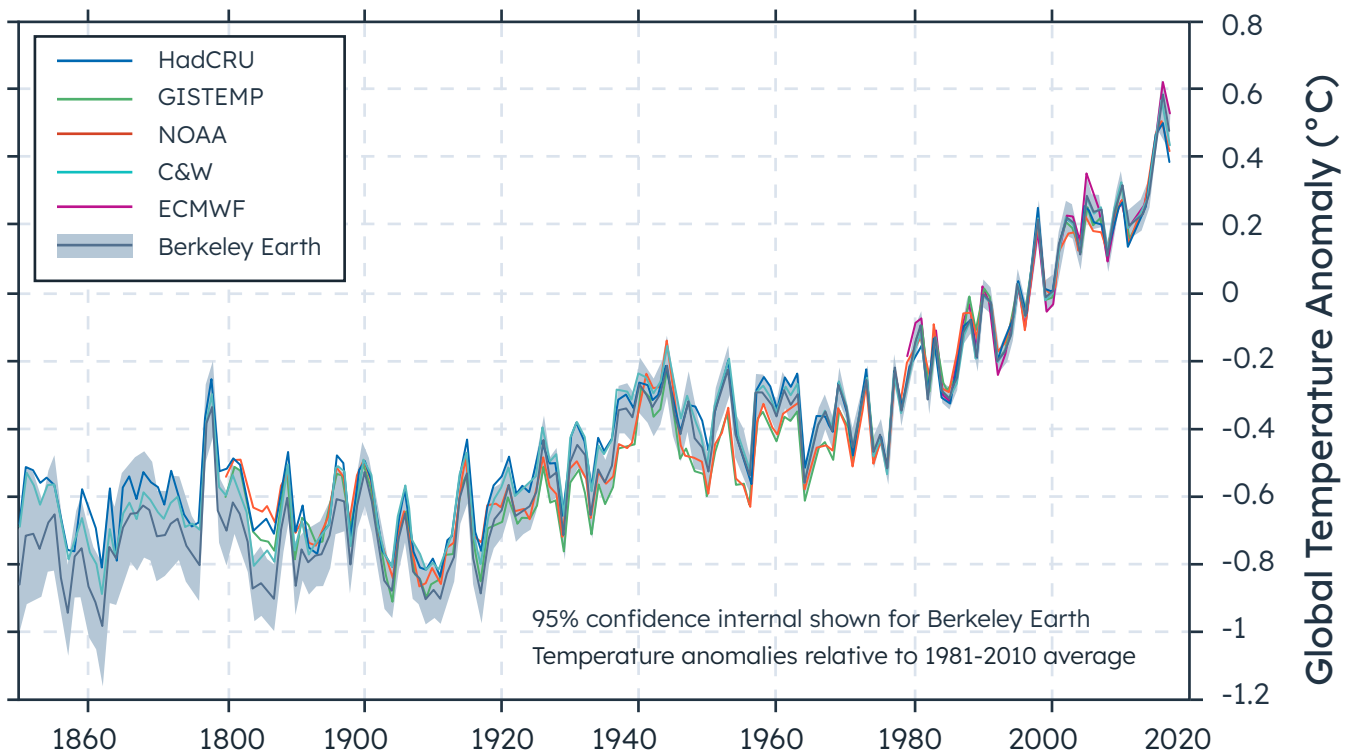 HadCRU
GISTEMP
NOAA
C&W
ECMWF
Berkeley Earth
0.8
0.6
0.4
0.2
0
-0.2
-0.4
-0.6
-0.8
-1
-1.2
Global Temperature Anomaly (°C)
95% confidence internal shown for Berkeley Earth
Temperature anomalies relative to 1981-2010 average
1860 1800 1900 1920 1940 1960 1980 2000 2020